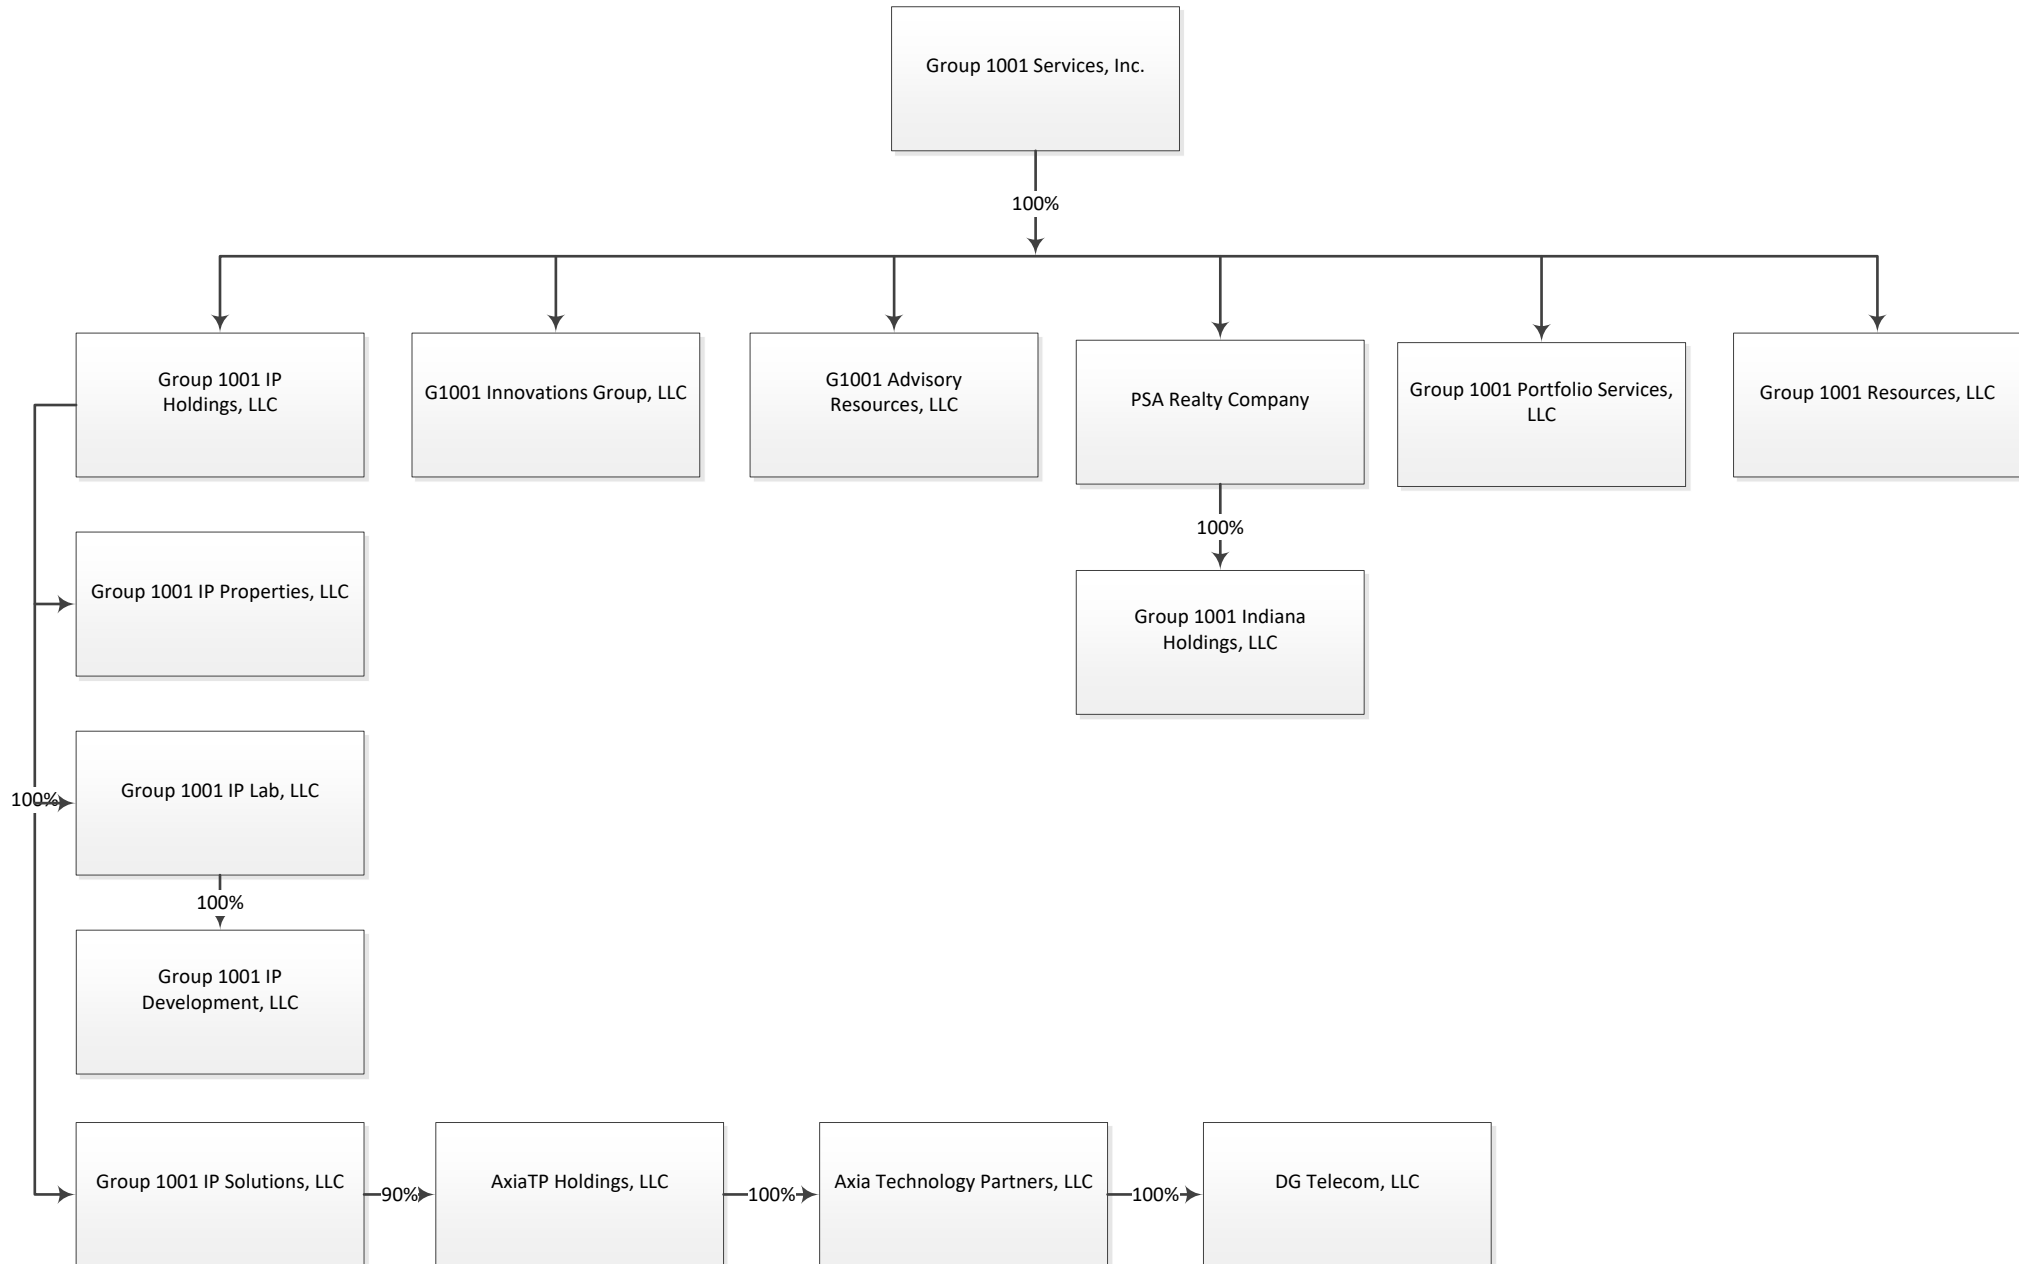 Group 1001 Services, Inc.
100%
Group 1001 IP
Holdings, LLC
G1001 Innovations Group, LLC
G1001 Advisory
Resources, LLC
PSA Realty Company
Group 1001 Portfolio Services,
LLC
Group 1001 Resources, LLC
100%
Group 1001 IP Properties, LLC
Group 1001 Indiana
Holdings, LLC
100%
Group 1001 IP Lab, LLC
100%
Group 1001 IP
Development, LLC
Group 1001 IP Solutions, LLC
90%
AxiaTP Holdings, LLC
100%
Axia Technology Partners, LLC
100%
DG Telecom, LLC